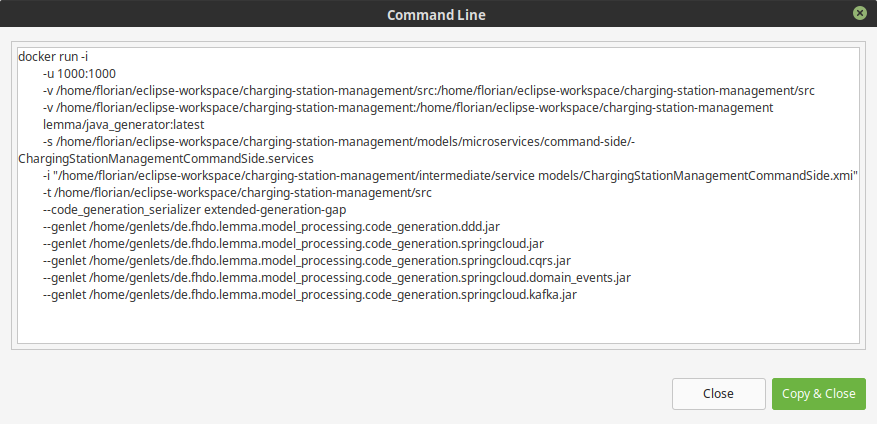 Command Line
docker run -i
-u 1000:1000
-v /home/florian/eclipse-workspace/charging-station-management/src:/home/florian/eclipse-workspace/charging-station-management/src
-v /home/florian/eclipse-workspace/charging-station-management:/home/florian/eclipse-workspace/charging-station-management
lemma/java_generator:latest
-s /home/florian/eclipse-workspace/charging-station-management/models/microservices/command-side/-
ChargingStationManagementCommandSide.services
-i "/home/florian/eclipse-workspace/charging-station-management/intermediate/service models/ChargingStationManagementCommandSide.xmi"
-t /home/florian/eclipse-workspace/charging-station-management/src
--code_generation_serializer extended-generation-gap
--genlet /home/genlets/de.fhdo.lemma.model_processing.code_generation.ddd.jar
--genlet /home/genlets/de.fhdo.lemma.model_processing.code_generation.springcloud.jar
--genlet /home/genlets/de.fhdo.lemma.model_processing.code_generation.springcloud.cqrs.jar
--genlet /home/genlets/de.fhdo.lemma.model_processing.code_generation.springcloud.domain_events.jar
--genlet /home/genlets/de.fhdo.lemma.model_processing.code_generation.springcloud.kafka.jar
Close
Copy & Close